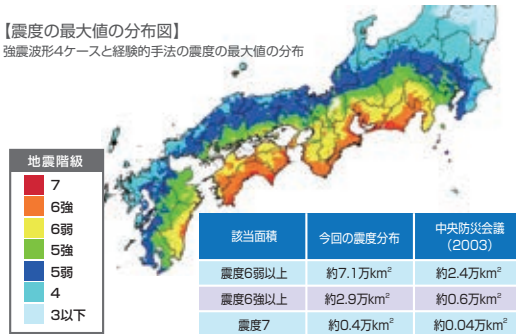 【震度の最大値の分布図】
強震波形4ケースと経験的手法の震度の最大値の分布
地震階級
7
6強
6弱
5強
5弱
4
3以下
該当面積 今回の震度分布 中央防災会議
（2003）
震度6弱以上 約7.1万km² 約2.4万km²
震度6強以上 約2.9万km² 約0.6万km²
震度7 約0.4万km² 約0.04万km²